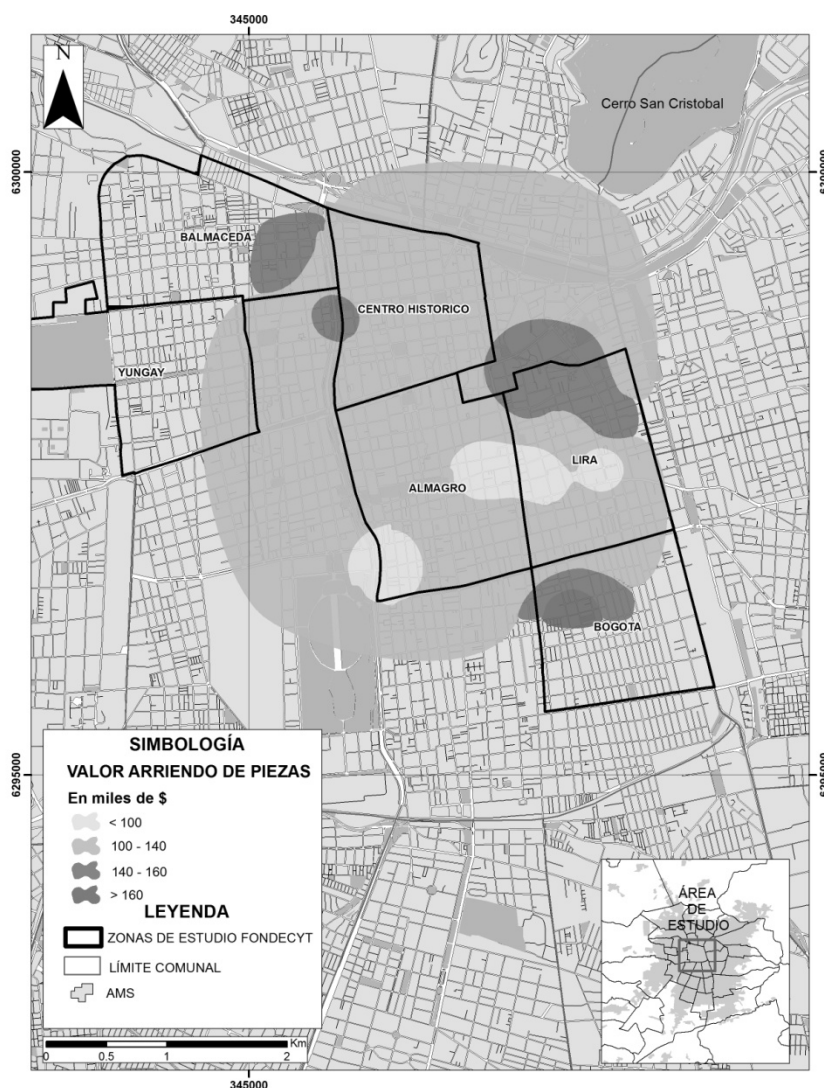 345000
N
Cerro San Cristobal
6300000
6300000
BALMACEDA
CENTRO HISTORICO
YUNGAY
LIRA
ALMAGRO
BOGOTA
SIMBOLOGÍA
VALOR ARRIENDO DE PIEZAS
En miles de $
< 100
100 - 140
140 - 160
> 160
LEYENDA
ZONAS DE ESTUDIO FONDECYT
LÍMITE COMUNAL
AMS
6295000
6295000
ÁREA
DE
ESTUDIO
Km
0 0.5 1 2
345000